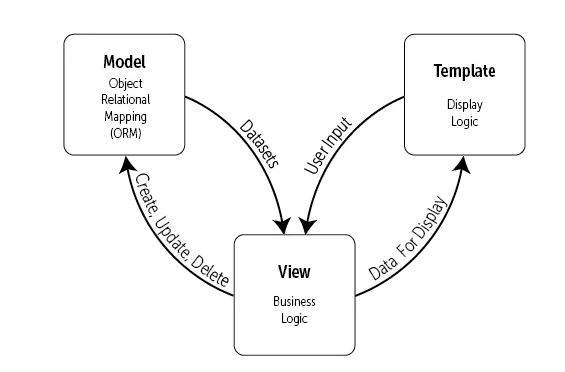 Model
Object
Relational
Mapping
(ORM)
Template
Display
Logic
Datasets
User Input
Create, Update, Delete
Data For Display
View
Business
Logic